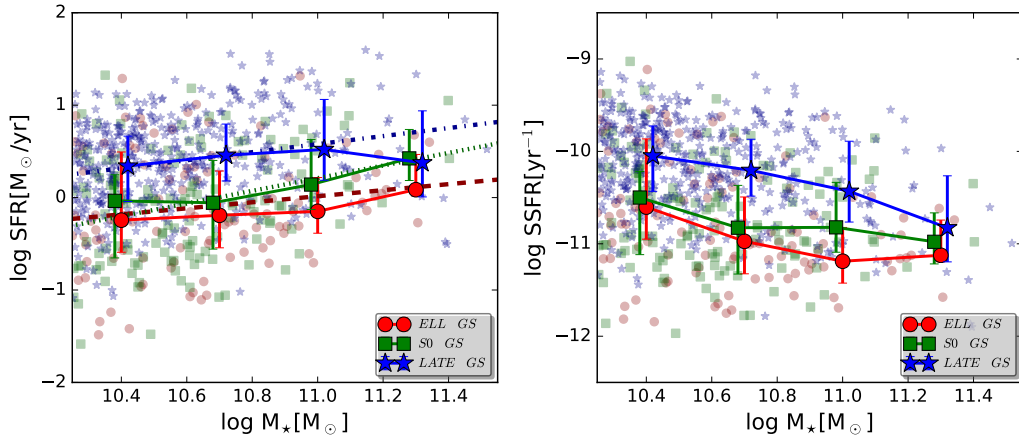 log SFR[M⊙/yr]
2
1
0
−1
−2
10.4 10.6 10.8 11.0 11.2 11.4
log M⋆[M⊙]
ELL GS
S0 GS
LATE GS
log SSFR[yr⁻¹]
−9
−10
−11
−12
10.4 10.6 10.8 11.0 11.2 11.4
log M⋆[M⊙]
ELL GS
S0 GS
LATE GS